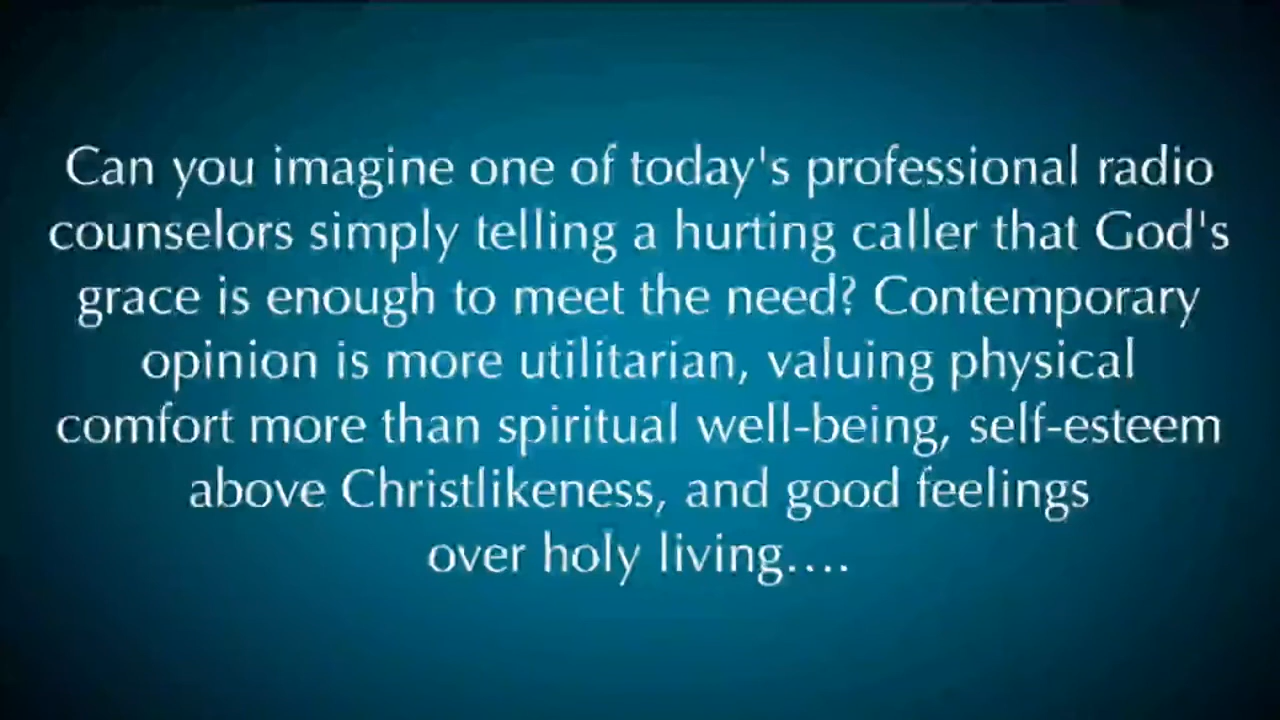 Can you imagine one of today's professional radio
counselors simply telling a hurting caller that God's
grace is enough to meet the need? Contemporary
opinion is more utilitarian, valuing physical
comfort more than spiritual well-being, self-esteem
above Christlikeness, and good feelings
over holy living....